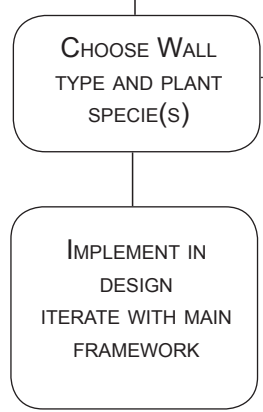 Choose Wall
type and plant
specie(s)
Implement in
design
iterate with main
framework